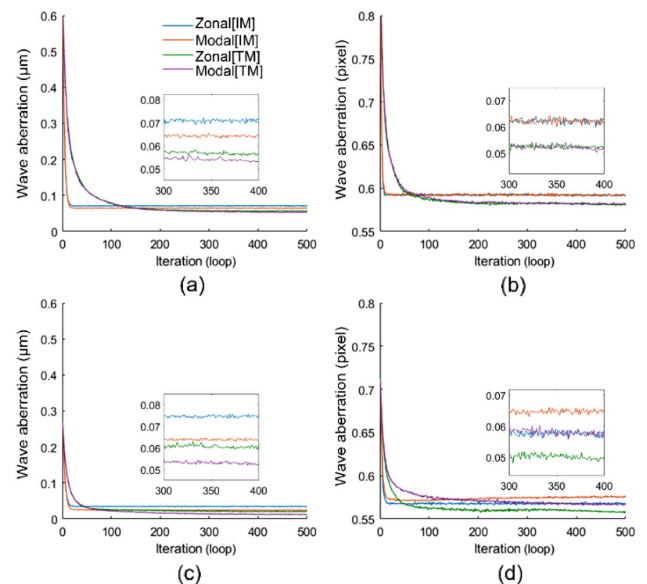 Zonal[IM]
Modal[IM]
Zonal[TM]
Modal[TM]
Wave aberration (μm)
0.6
0.5
0.4
0.3
0.2
0.1
0
0.08
0.07
0.06
0.05
300 350 400
0 100 200 300 400 500
Iteration (loop)
(a)
Wave aberration (pixel)
0.8
0.75
0.7
0.65
0.6
0.55
0.07
0.06
0.05
300 350 400
0 100 200 300 400 500
Iteration (loop)
(b)
Wave aberration (μm)
0.6
0.5
0.4
0.3
0.2
0.1
0
0.08
0.07
0.06
0.05
300 350 400
0 100 200 300 400 500
Iteration (loop)
(c)
Wave aberration (pixel)
0.8
0.75
0.7
0.65
0.6
0.55
0.07
0.06
0.05
300 350 400
0 100 200 300 400 500
Iteration (loop)
(d)